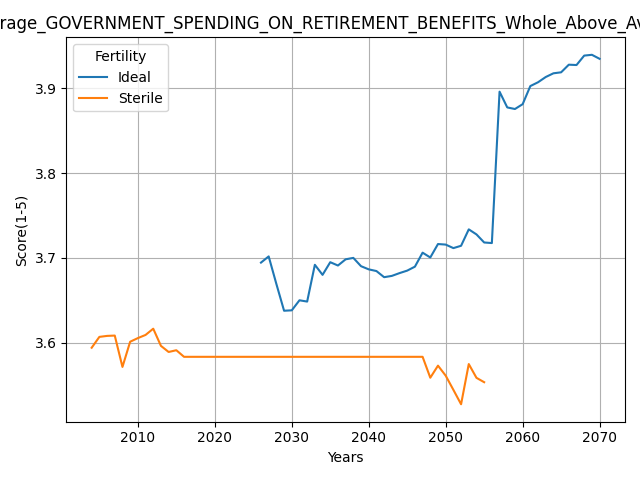 rage_GOVERNMENT_SPENDING_ON_RETIREMENT_BENEFITS_Whole_Above_Av
Fertility
Ideal
Sterile
Score(1-5)
3.9
3.8
3.7
3.6
2010 2020 2030 2040 2050 2060 2070
Years